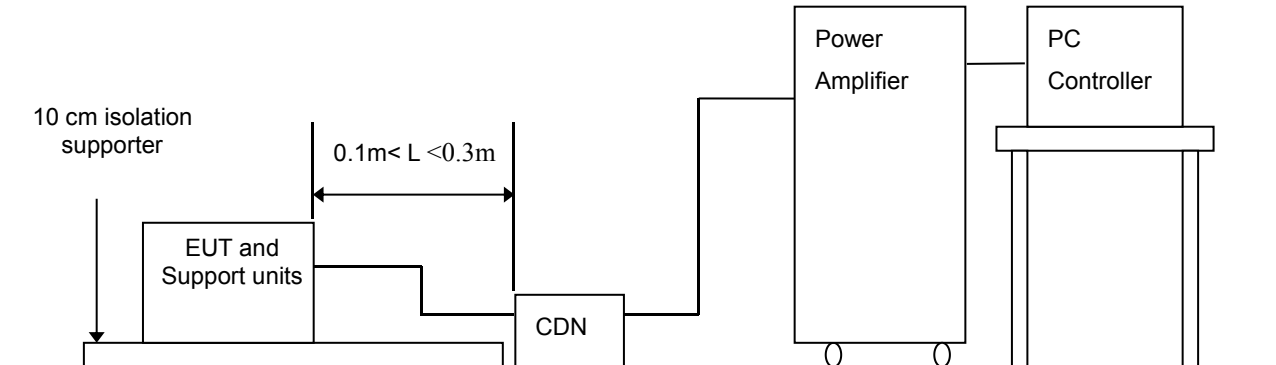 10 cm isolation
supporter
0.1m< L <0.3m
EUT and
Support units
CDN
Power
Amplifier
PC
Controller